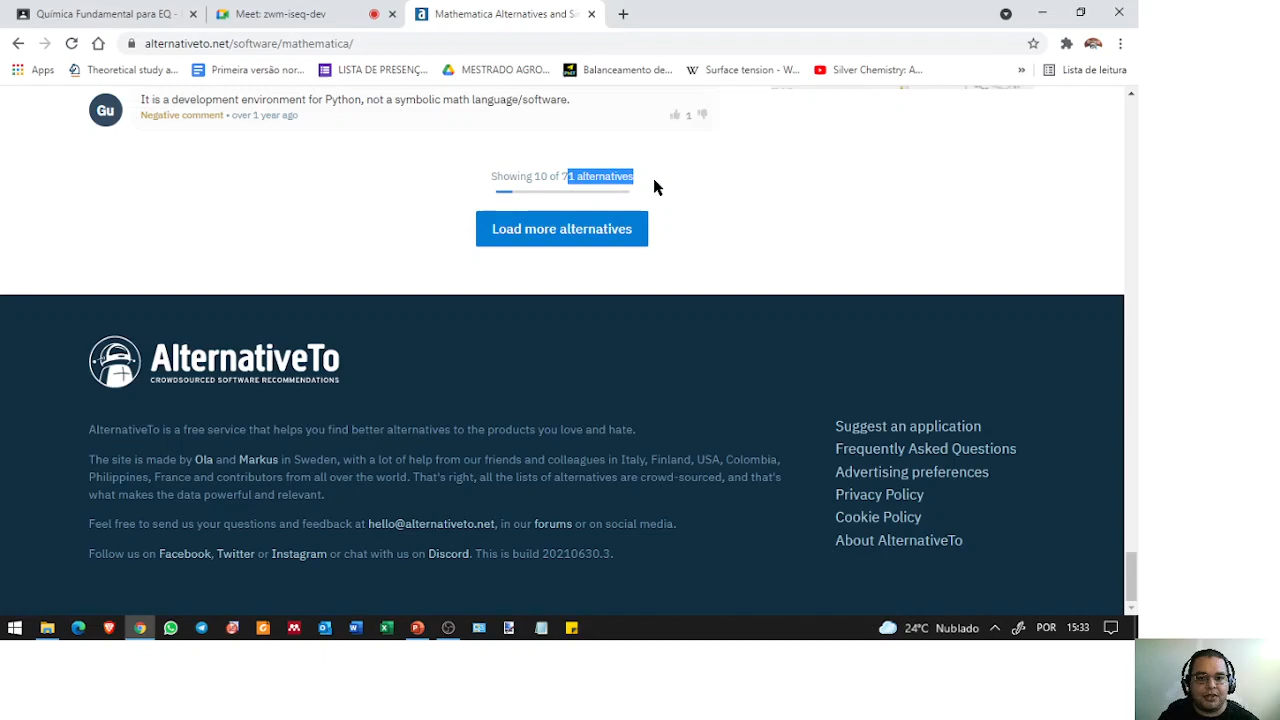 Química Fundamental para EQ -
Meet: zwm-iseq-dev
Mathematica Alternatives and Si
alternativeto.net/software/mathematica/
Apps
Theoretical study a...
Primeira versão nor...
LISTA DE PRESENÇ...
MESTRADO AGRO...
Balanceamento de...
Surface tension - W...
Silver Chemistry: A...
»
Lista de leitura
Gu
It is a development environment for Python, not a symbolic math language/software.
Negative comment • over 1 year ago
1
Showing 10 of 71 alternatives
Load more alternatives
AlternativeTo
CROWDSOURCED SOFTWARE RECOMMENDATIONS
AlternativeTo is a free service that helps you find better alternatives to the products you love and hate.
The site is made by Ola and Markus in Sweden, with a lot of help from our friends and colleagues in Italy, Finland, USA, Colombia,
Philippines, France and contributors from all over the world. That's right, all the lists of alternatives are crowd-sourced, and that's
what makes the data powerful and relevant.
Feel free to send us your questions and feedback at hello@alternativeto.net, in our forums or on social media.
Follow us on Facebook, Twitter or Instagram or chat with us on Discord. This is build 20210630.3.
Suggest an application
Frequently Asked Questions
Advertising preferences
Privacy Policy
Cookie Policy
About AlternativeTo
24°C Nublado
POR
15:33